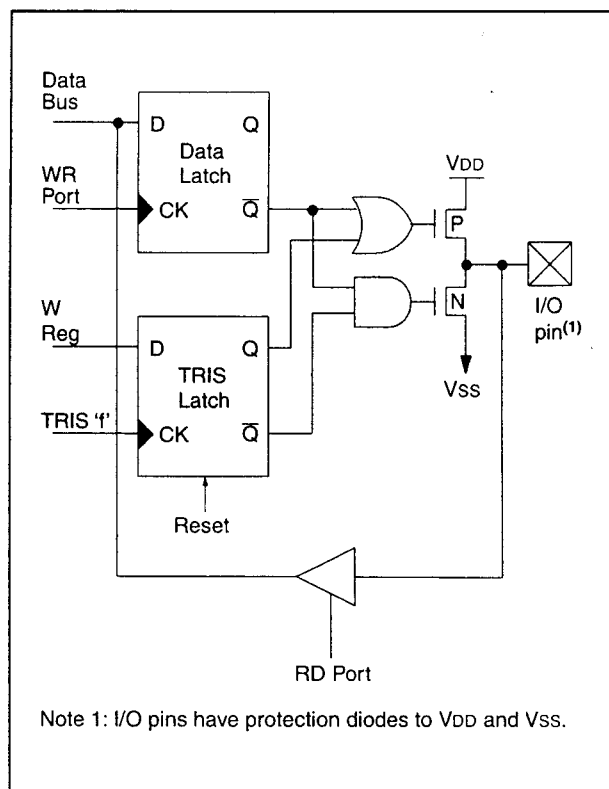 Data
Bus
D
Q
Data
Latch
WR
Port
CK
Q
VDD
P
N
I/O
pin(1)
VSS
W
Reg
D
Q
TRIS
Latch
TRIS 'f'
CK
Q
Reset
RD Port
Note 1: I/O pins have protection diodes to VDD and VSS.